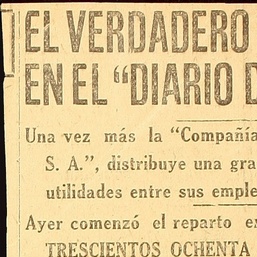 EL VERDADERO
EN EL "DIARIO D
Una vez más la "Compañía
S. A.", distribuye una gra
utilidades entre sus emple
Ayer comenzó el reparto e
TRESCIENTOS OCHENTA